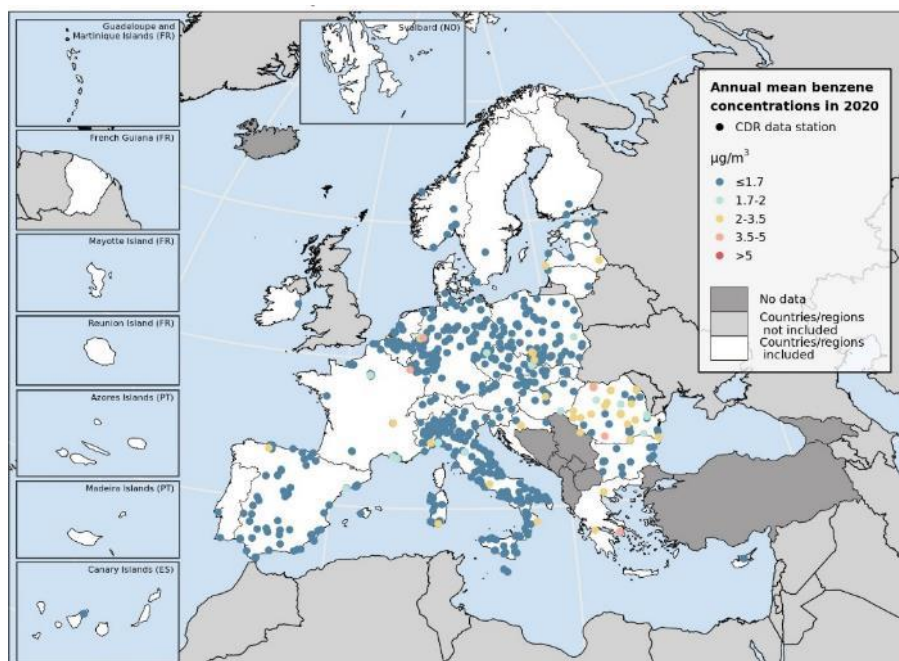 Guadeloupe and
Martinique Islands (FR)
Svalbard (NO)
French Guiana (FR)
Mayotte Island (FR)
Reunion Island (FR)
Azores Islands (PT)
Madeira Islands (PT)
Canary Islands (ES)
Annual mean benzene
concentrations in 2020
CDR data station
µg/m³
≤1.7
1.7-2
2-3.5
3.5-5
>5
No data
Countries/regions
not included
Countries/regions
included